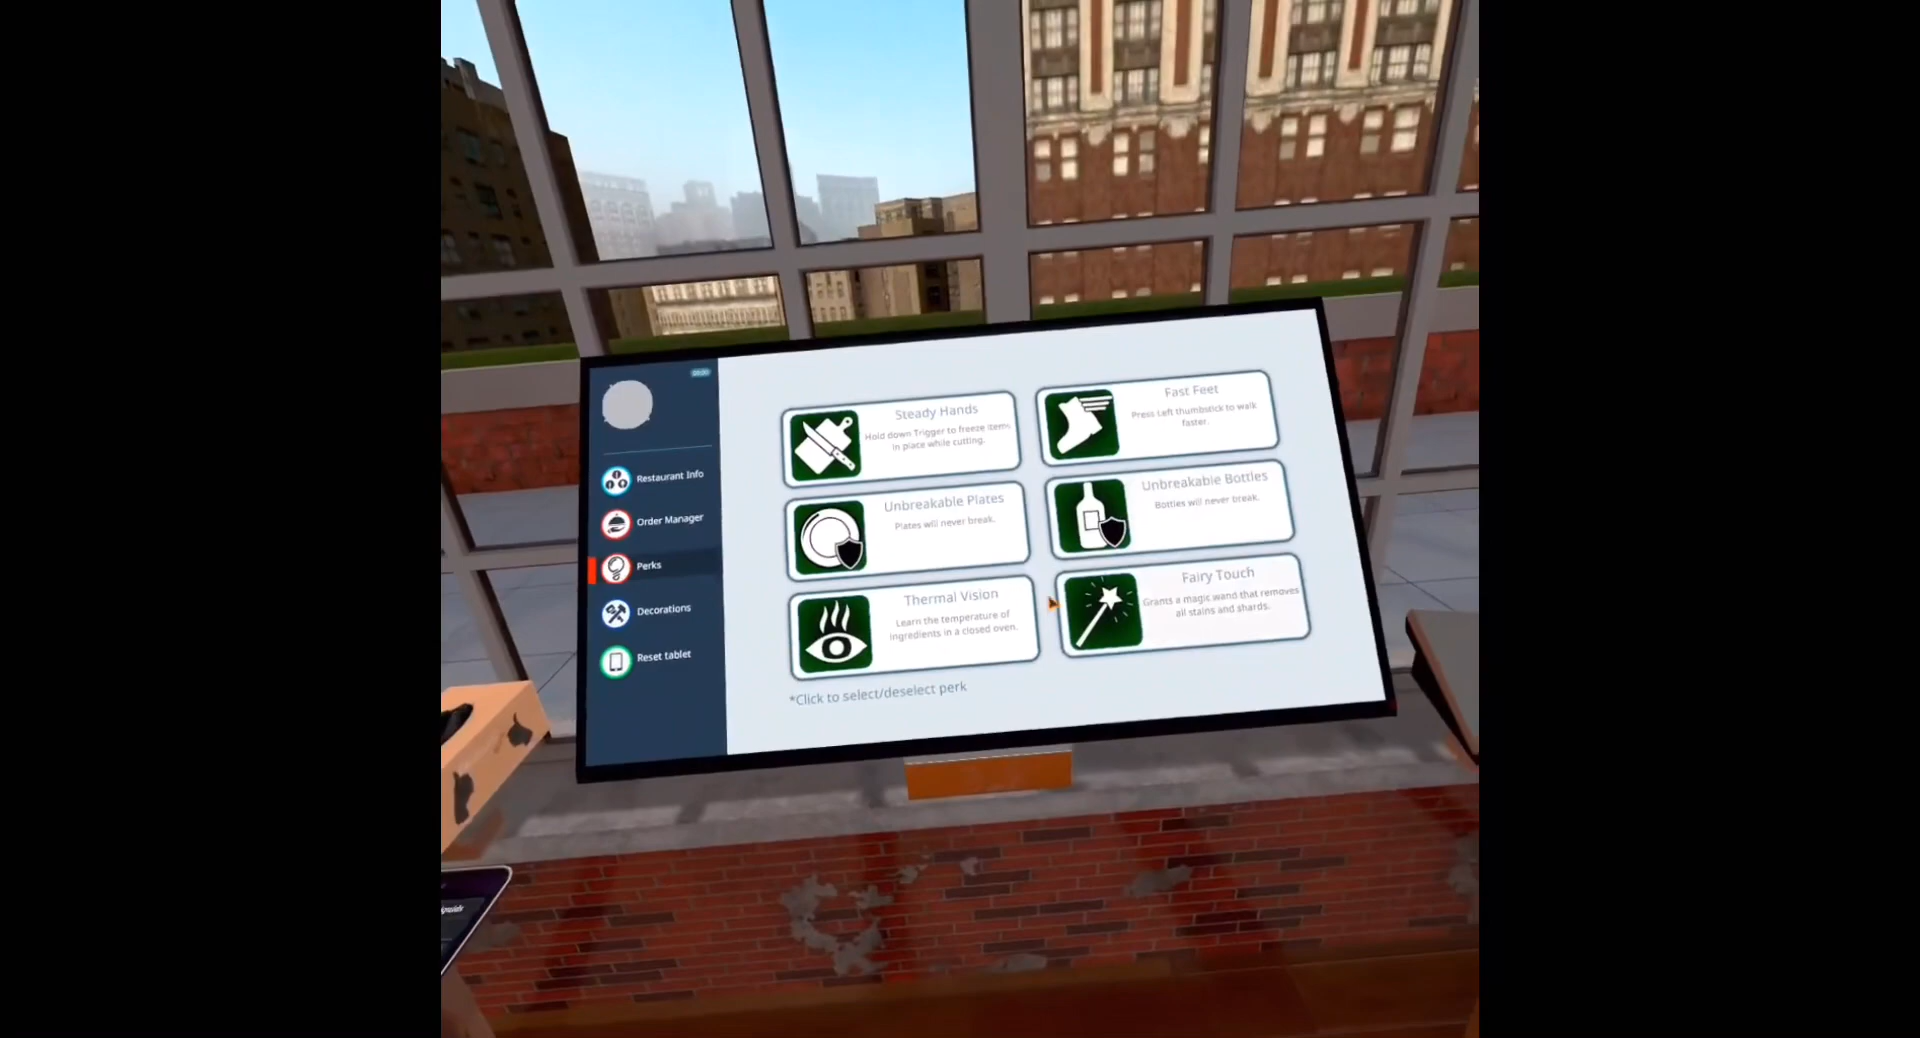 00:00
Restaurant Info
Order Manager
Perks
Decorations
Reset tablet
Steady Hands
Hold down Trigger to freeze items
in place while cutting.
Fast Feet
Press Left thumbstick to walk
faster.
Unbreakable Plates
Plates will never break.
Unbreakable Bottles
Bottles will never break.
Thermal Vision
Learn the temperature of
ingredients in a closed oven.
Fairy Touch
Grants a magic wand that removes
all stains and shards.
*Click to select/deselect perk